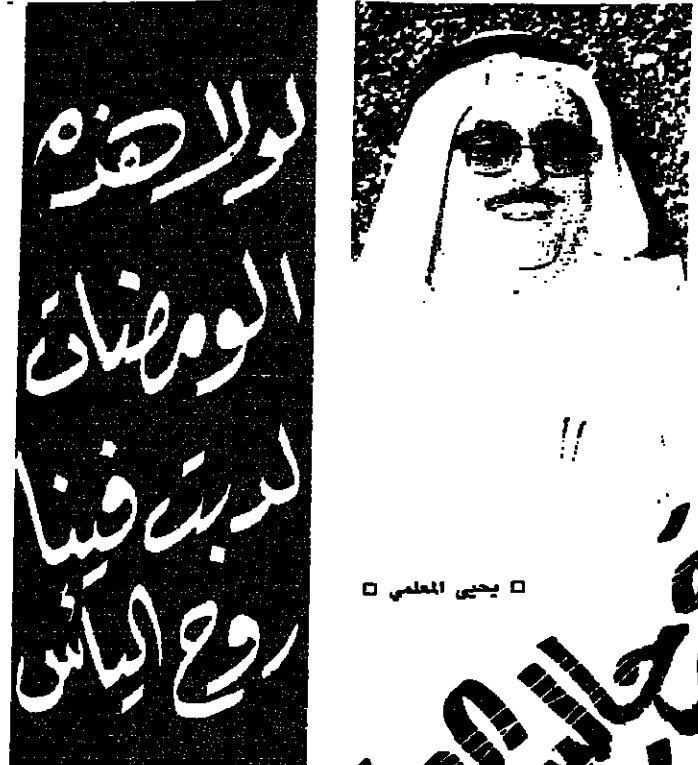 لولا هذه
الومضات
لدبت فينا
روح اليأس
!!
□ يحيى المعلمي □